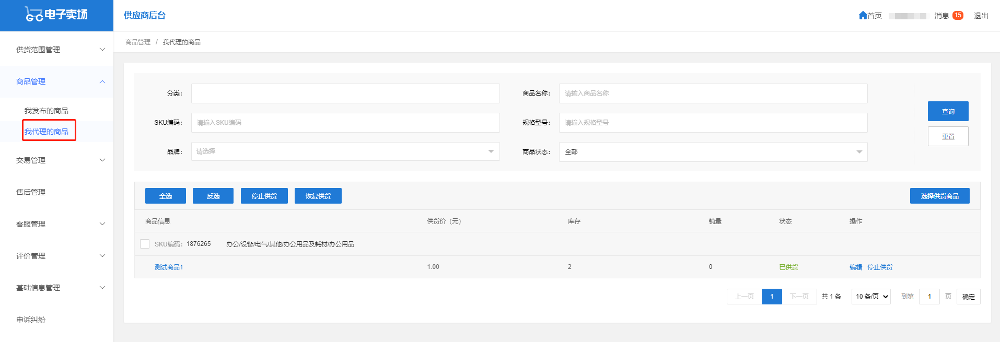 GC电子卖场
供应商后台
首页 消息 15 退出
商品管理 / 我代理的商品
供货范围管理
商品管理
我发布的商品
我代理的商品
交易管理
售后管理
客服管理
评价管理
基础信息管理
申诉纠纷
分类：
商品名称： 请输入商品名称
SKU编码： 请输入SKU编码
规格型号： 请输入规格型号
品牌： 请选择
商品状态： 全部
查询
重置
全选 反选 停止供货 恢复供货 选择供货商品
商品信息 供货价（元） 库存 销量 状态 操作
SKU编码：1876265 办公/设备/电气/其他/办公用品及耗材/办公用品
测试商品1 1.00 2 0 已供货 编辑 停止供货
上一页 1 下一页 共 1 条 10 条/页 到第 1 页 确定